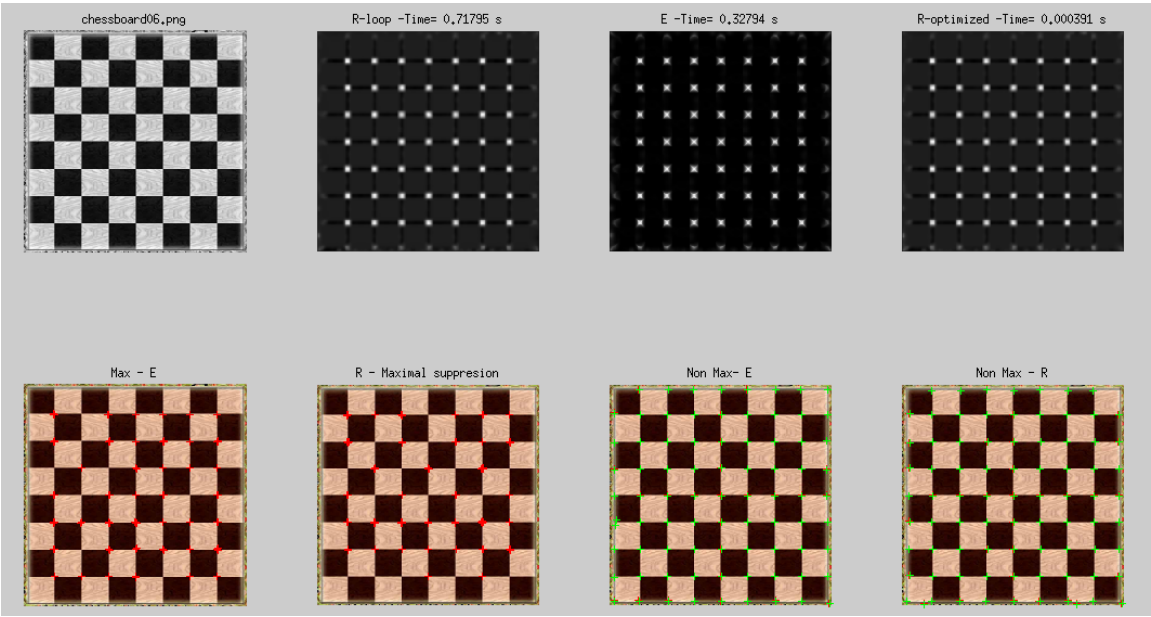 chessboard06.png
R-loop -Time= 0.71795 s
E -Time= 0.32794 s
R-optimized -Time= 0.000391 s
Max - E
R - Maximal suppresion
Non Max- E
Non Max - R